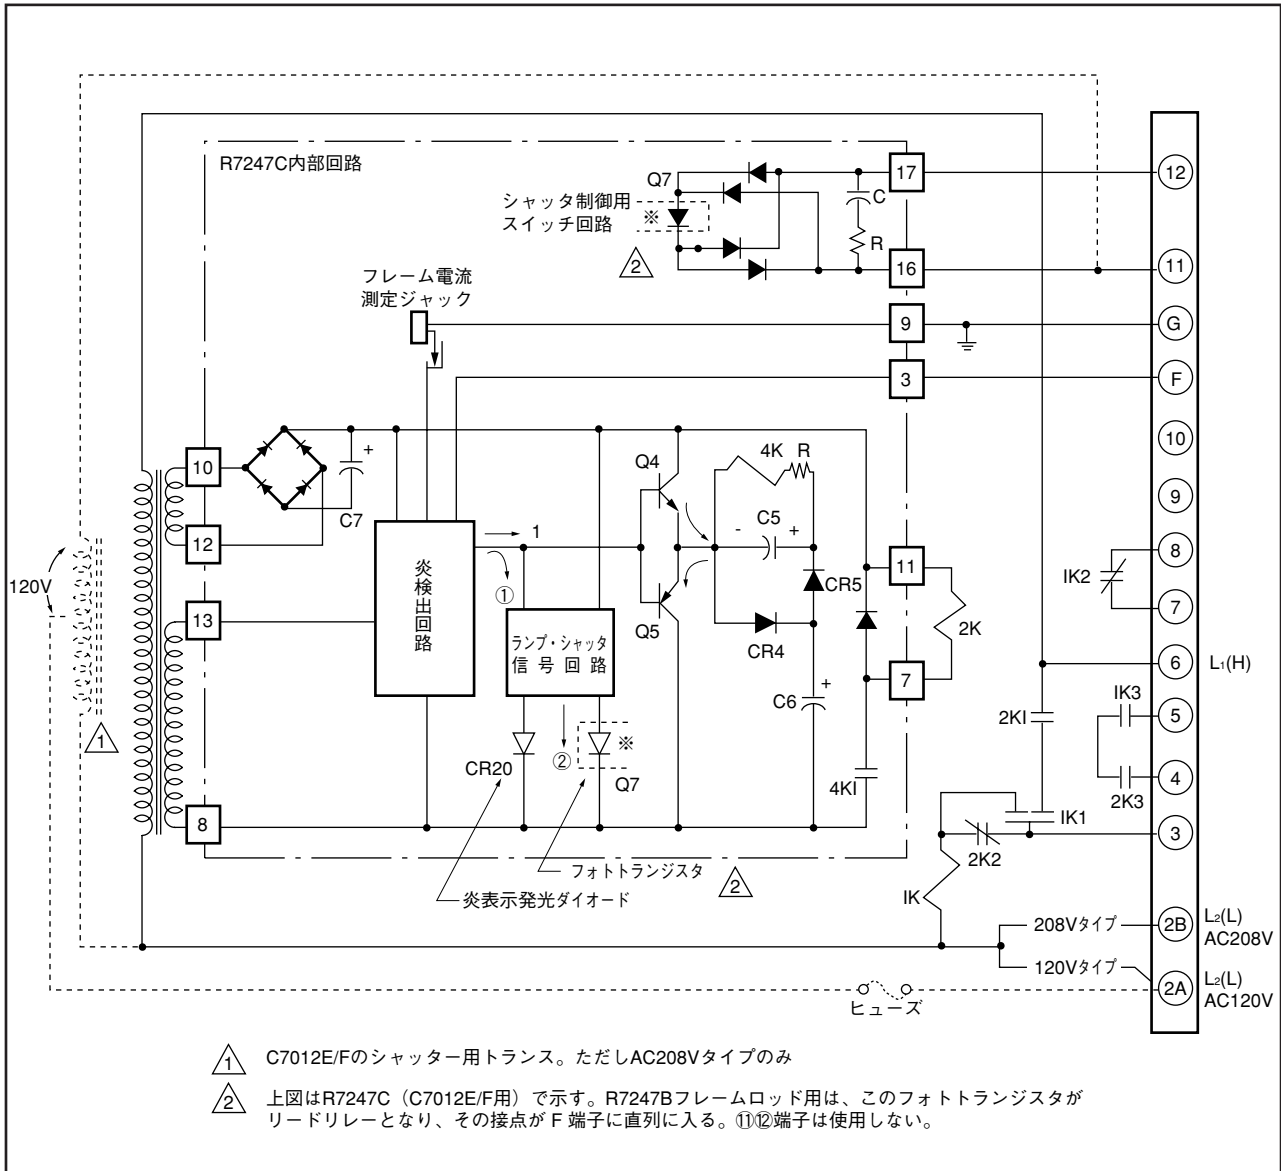 R7247C内部回路
Q7
シャッタ制御用
スイッチ回路
※
2
17
C
R
16
12
11
フレーム電流
測定ジャック
9
G
3
F
10
9
8
IK2
7
10
12
13
8
120V
1
+
C7
炎検出回路
1
①
ランプ・シャッタ
信号回路
CR20
②
※
Q7
Q4
Q5
4K
R
-
C5
+
CR5
CR4
C6
+
11
2K
7
4KI
6
L₁(H)
2KI
IK3
5
4
2K3
IK1
3
2K2
IK
フォトトランジスタ
2
炎表示発光ダイオード
208Vタイプ
2B
L₂(L)
AC208V
120Vタイプ
2A
L₂(L)
AC120V
ヒューズ
1 C7012E/Fのシャッター用トランス。ただしAC208Vタイプのみ
2 上図はR7247C（C7012E/F用）で示す。R7247Bフレームロッド用は、このフォトトランジスタが
リードリレーとなり、その接点が F 端子に直列に入る。⑪⑫端子は使用しない。